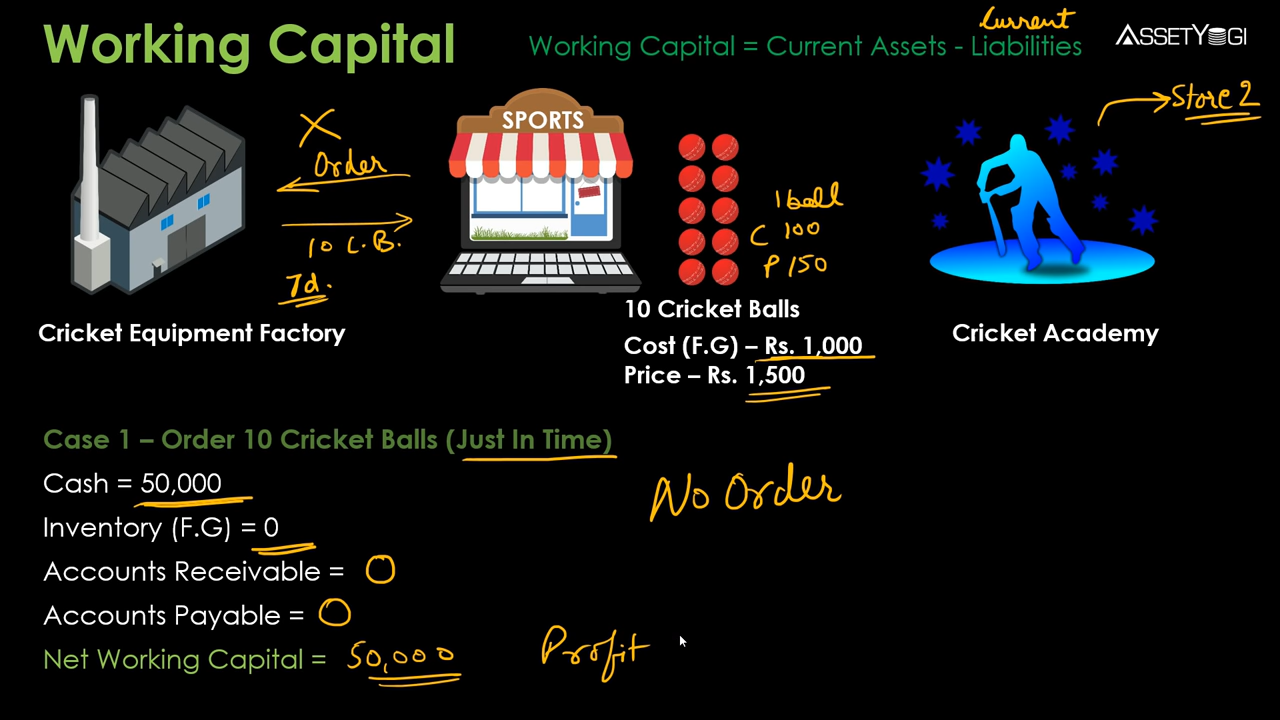 Working Capital
Current
Working Capital = Current Assets - Liabilities
ASSETYOGI
Store 2
SPORTS
X
Order
10 C.B.
7d.
1 ball
C 100
P 150
10 Cricket Balls
Cost (F.G) – Rs. 1,000
Price – Rs. 1,500
Cricket Equipment Factory
Cricket Academy
Case 1 – Order 10 Cricket Balls (Just In Time)
Cash = 50,000
No Order
Inventory (F.G) = 0
Accounts Receivable = 0
Accounts Payable = 0
Net Working Capital = 50,000
Profit